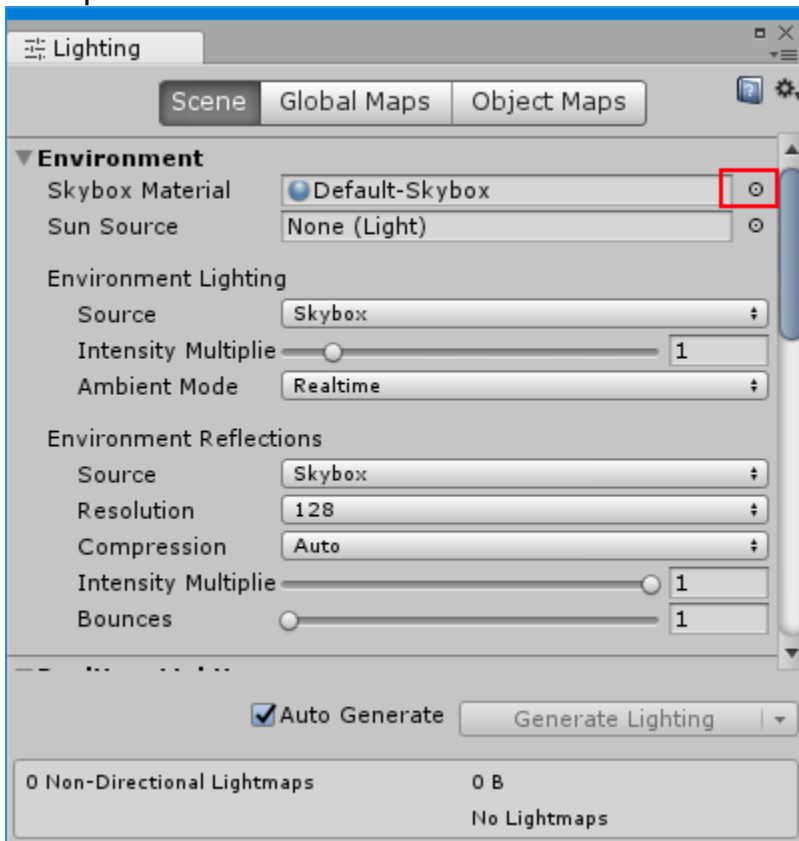 Lighting
Scene Global Maps Object Maps
Environment
Skybox Material Default-Skybox
Sun Source None (Light)
Environment Lighting
Source Skybox
Intensity Multiplie 1
Ambient Mode Realtime
Environment Reflections
Source Skybox
Resolution 128
Compression Auto
Intensity Multiplie 1
Bounces 1
Auto Generate Generate Lighting
0 Non-Directional Lightmaps 0 B
No Lightmaps